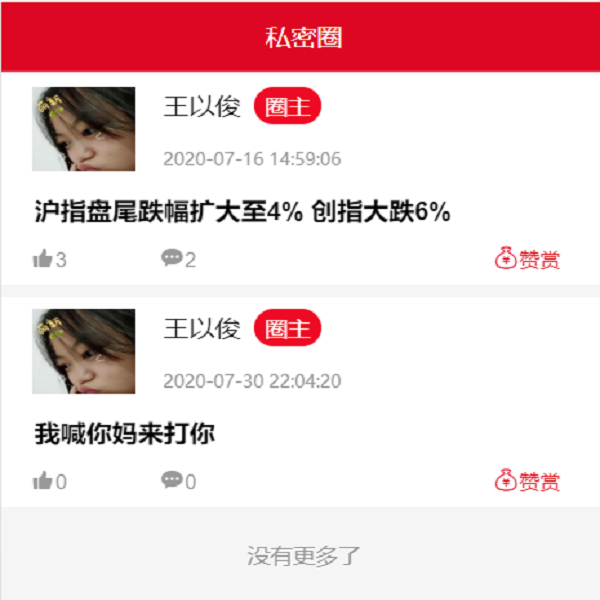 私密圈
王以俊 圈主
2020-07-16 14:59:06
沪指盘尾跌幅扩大至4% 创指大跌6%
3 2 赞赏
王以俊 圈主
2020-07-30 22:04:20
我喊你妈来打你
0 0 赞赏
没有更多了